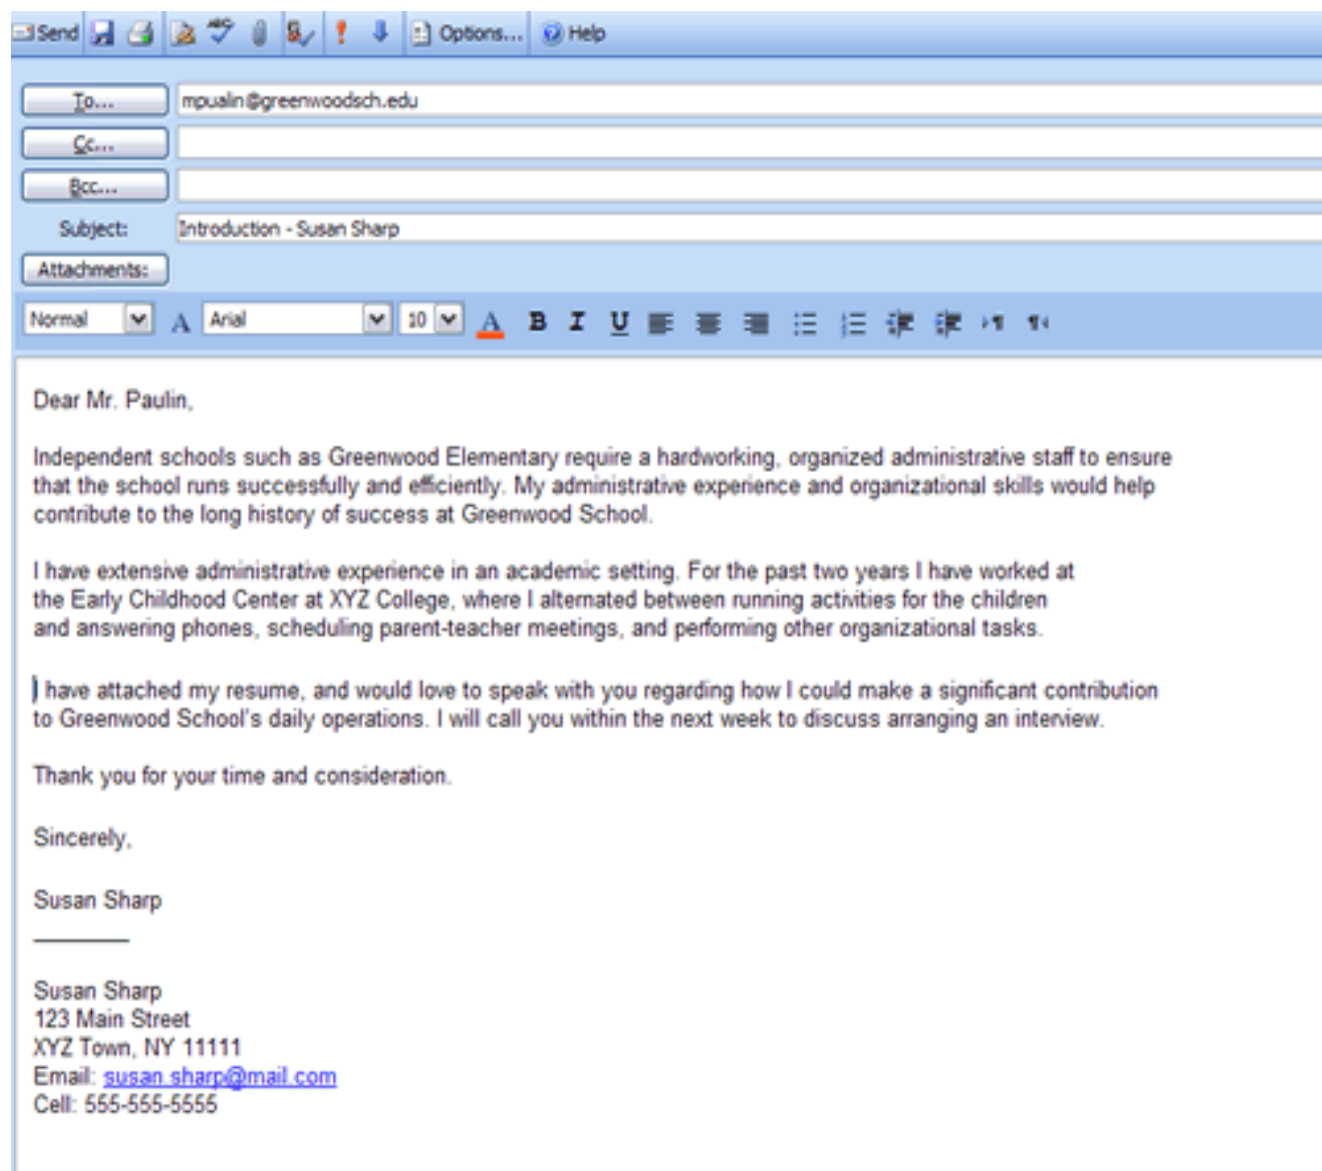 Send Options... Help
To... mpualin@greenwoodsch.edu
Cc...
Bcc...
Subject: Introduction - Susan Sharp
Attachments:
Normal A Arial 10 A B I U
Dear Mr. Paulin,
Independent schools such as Greenwood Elementary require a hardworking, organized administrative staff to ensure
that the school runs successfully and efficiently. My administrative experience and organizational skills would help
contribute to the long history of success at Greenwood School.
I have extensive administrative experience in an academic setting. For the past two years I have worked at
the Early Childhood Center at XYZ College, where I alternated between running activities for the children
and answering phones, scheduling parent-teacher meetings, and performing other organizational tasks.
I have attached my resume, and would love to speak with you regarding how I could make a significant contribution
to Greenwood School's daily operations. I will call you within the next week to discuss arranging an interview.
Thank you for your time and consideration.
Sincerely,
Susan Sharp
Susan Sharp
123 Main Street
XYZ Town, NY 11111
Email: susan.sharp@mail.com
Cell: 555-555-5555